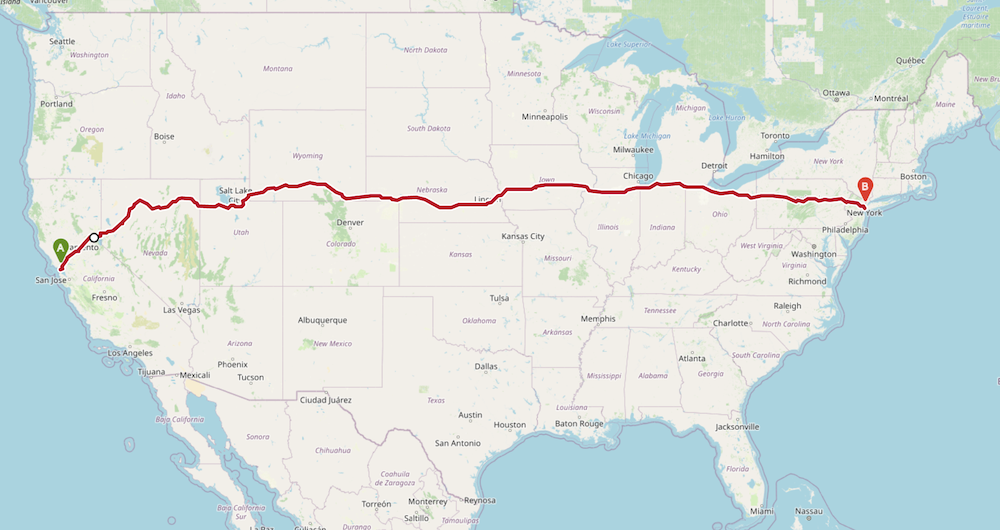 Vancouver
Island
Seattle
Washington
Portland
Oregon
Boise
Idaho
Montana
North Dakota
Minnesota
Lake Superior
Québec
Laurent
Estuaire
maritime
New Bru
Ottawa
Montréal
Maine
Minneapolis
Wisconsin
Michigan
Lake Huron
Lake Michigan
South Dakota
Milwaukee
Toronto
Hamilton
New York
Detroit
Boston
Wyoming
Chicago
Iowa
Salt Lake
City
Nebraska
Linc
B
New York
Ohio
Philadelphia
Denver
Utah
Colorado
Nevada
Kansas City
Kansas
Illinois
Indiana
Missouri
West Virginia
Washington
Virginia
Richmond
Kentucky
A
amento
San Jose
California
Fresno
Las Vegas
Tulsa
Oklahoma
Memphis
Tennessee
Raleigh
Charlotte
North Carolina
Albuquerque
New Mexico
Arizona
Arkansas
Los Angeles
Phoenix
Atlanta
South Carolina
Tijuana
Mexicali
Tucson
Dallas
Mississippi
Alabama
Georgia
Ciudad Juárez
Texas
Louisiana
Baja California
Austin
Houston
Baton Rouge
Jacksonville
Sonora
San Antonio
Chihuahua
Florida
Coahuila
de Zaragoza
Baja California
Sur
Torreón
Monterrey
Reynosa
Miami
Nassau
Saltillo
Tamaulipas
La Paz
Culiacán
Durango